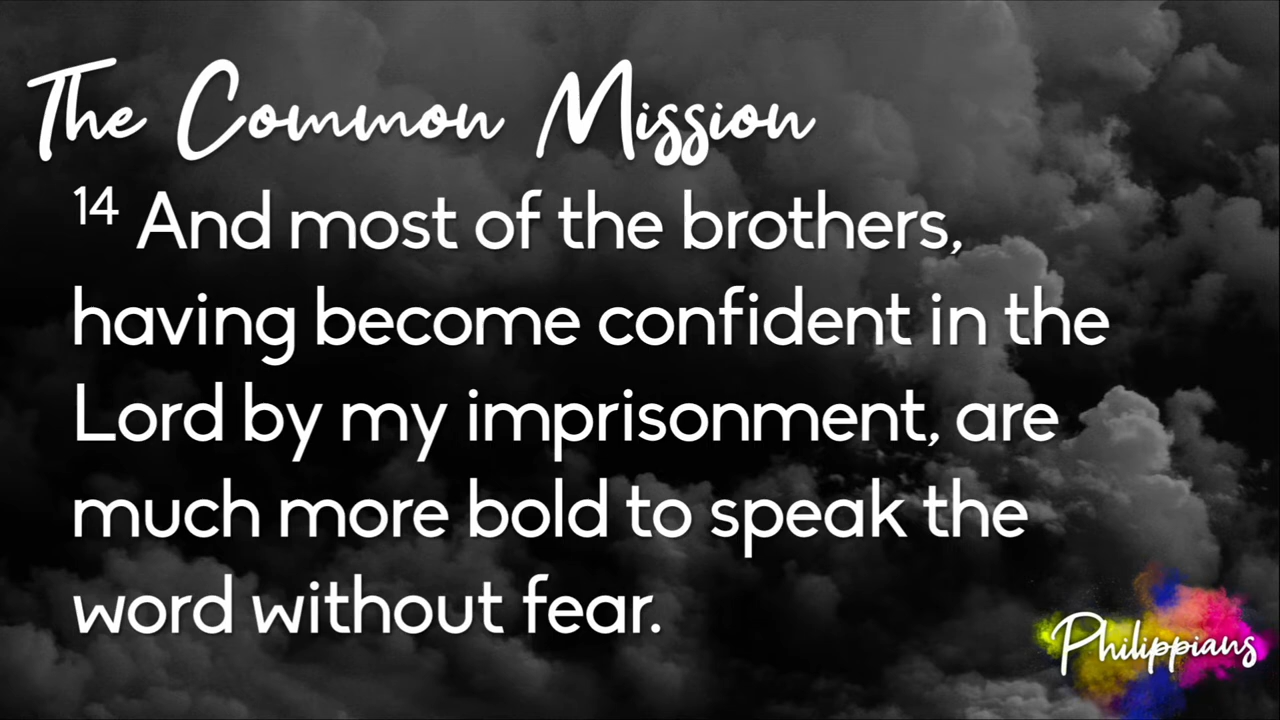 The Common Mission
14 And most of the brothers,
having become confident in the
Lord by my imprisonment, are
much more bold to speak the
word without fear.
Philippians